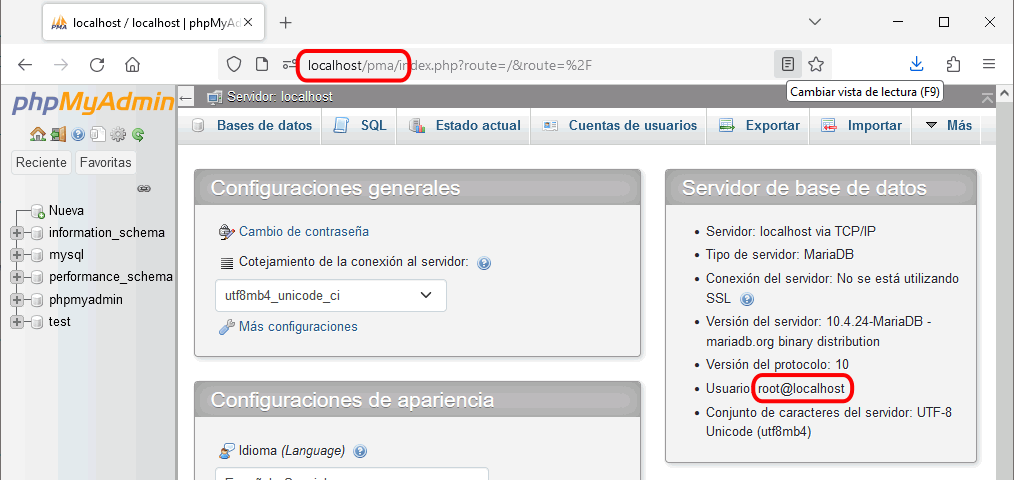 localhost / localhost | phpMyAd
localhost/pma/index.php?route=/&route=%2F
Cambiar vista de lectura (F9)
phpMyAdmin
Reciente
Favoritas
Nueva
information_schema
mysql
performance_schema
phpmyadmin
test
Servidor: localhost
Bases de datos
SQL
Estado actual
Cuentas de usuarios
Exportar
Importar
Más
Configuraciones generales
Cambio de contraseña
Cotejamiento de la conexión al servidor:
utf8mb4_unicode_ci
Más configuraciones
Configuraciones de apariencia
Idioma (Language)
Servidor de base de datos
Servidor: localhost via TCP/IP
Tipo de servidor: MariaDB
Conexión del servidor: No se está utilizando
SSL
Versión del servidor: 10.4.24-MariaDB -
mariadb.org binary distribution
Versión del protocolo: 10
Usuario: root@localhost
Conjunto de caracteres del servidor: UTF-8
Unicode (utf8mb4)